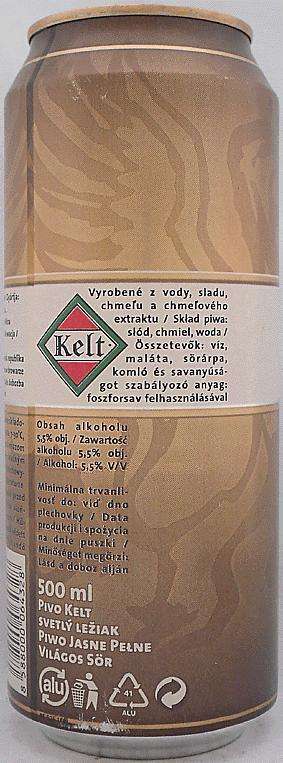 Vyrobené z vody, sladu,
chmeľu a chmeľového
extraktu / Skład piwa:
słód, chmiel, woda /
Összetevők: víz,
maláta, sörárpa,
komló és savanyúsá-
got szabályozó anyag:
foszforsav felhasználásával
Kelt
Obsah alkoholu
5,5% obj. / Zawartość
alkoholu 5,5% obj.
/ Alkohol: 5,5% V/V
Minimálna trvanli-
vosť do: viď dno
plechovky / Data
produkcji i spożycia
na dnie puszki /
Minőségét megőrzi:
lásd a doboz alján
500 ml
PIVO KELT
SVETLÝ LEŽIAK
PIWO JASNE PEŁNE
VILÁGOS SÖR
alu
41
ALU